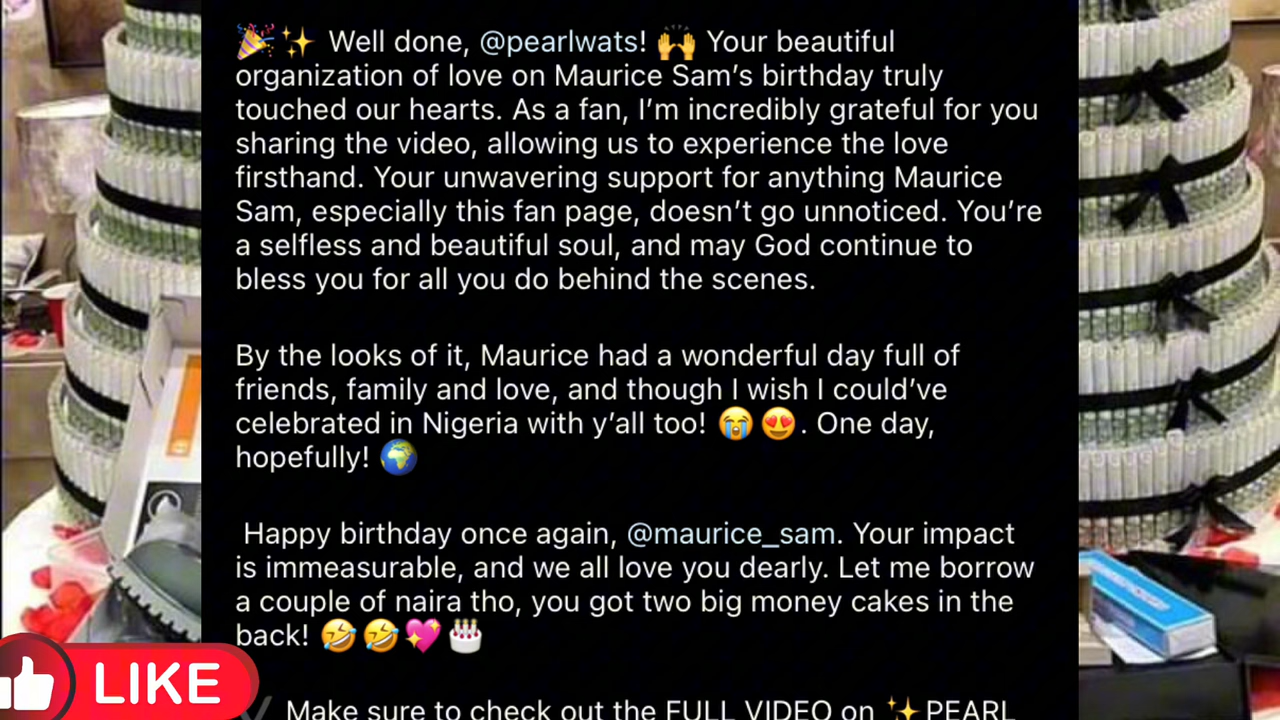 🎉✨ Well done, @pearlwats! 🙌 Your beautiful
organization of love on Maurice Sam’s birthday truly
touched our hearts. As a fan, I’m incredibly grateful for you
sharing the video, allowing us to experience the love
firsthand. Your unwavering support for anything Maurice
Sam, especially this fan page, doesn’t go unnoticed. You’re
a selfless and beautiful soul, and may God continue to
bless you for all you do behind the scenes.
By the looks of it, Maurice had a wonderful day full of
friends, family and love, and though I wish I could’ve
celebrated in Nigeria with y’all too! 😭😍. One day,
hopefully! 🌍
Happy birthday once again, @maurice_sam. Your impact
is immeasurable, and we all love you dearly. Let me borrow
a couple of naira tho, you got two big money cakes in the
back! 🤣🤣💖🎂
LIKE
Make sure to check out the FULL VIDEO on ✨PEARL